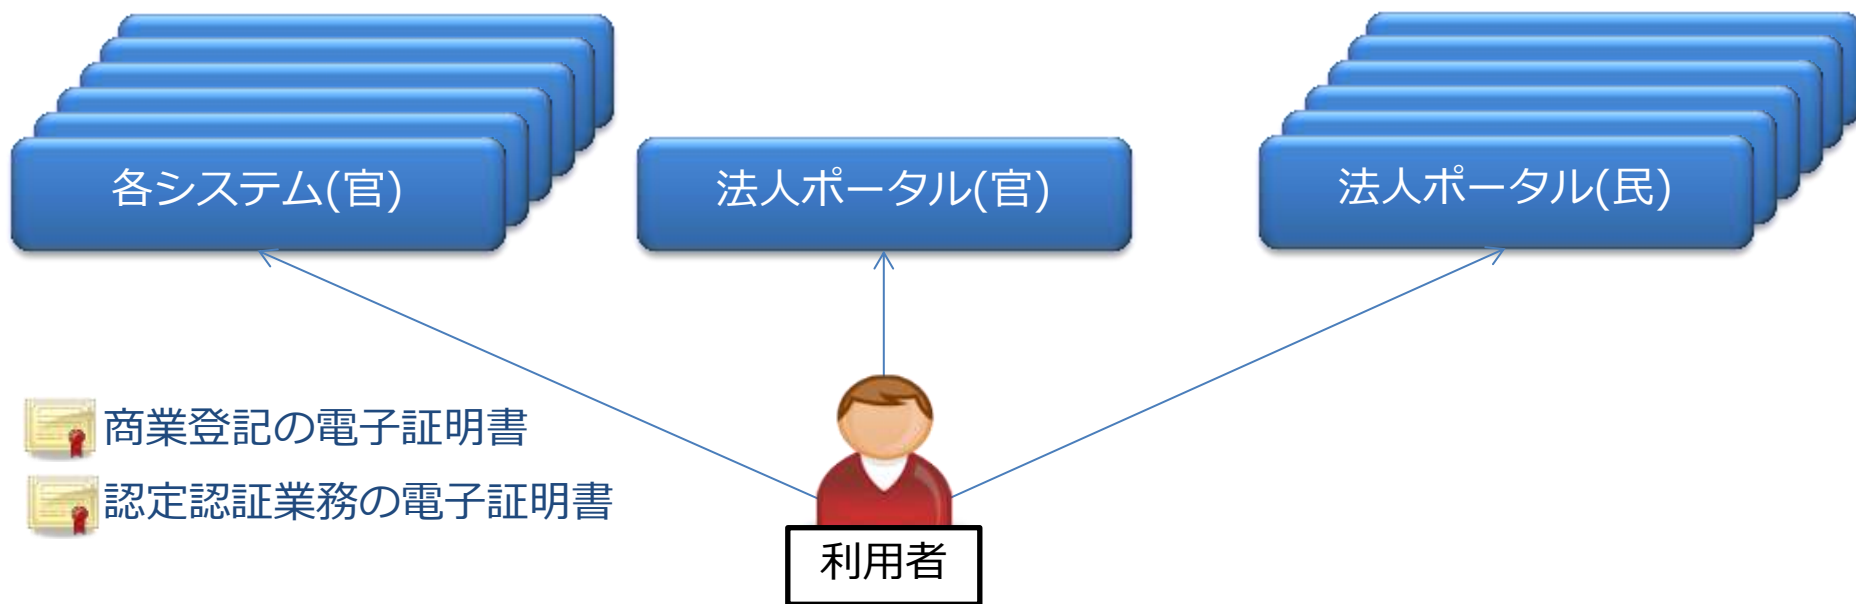 各システム(官)
法人ポータル(官)
法人ポータル(民)
商業登記の電子証明書
認定認証業務の電子証明書
利用者